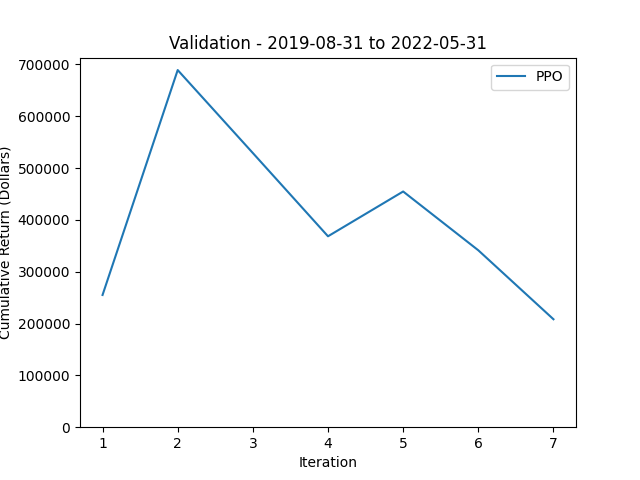 Validation - 2019-08-31 to 2022-05-31
PPO
Cumulative Return (Dollars)
700000
600000
500000
400000
300000
200000
100000
0
1 2 3 4 5 6 7
Iteration